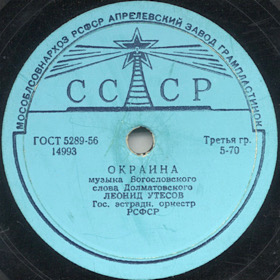 МОСОБЛСОВНАРХОЗ РСФСР АПРЕЛЕВСКИЙ ЗАВОД ГРАМПЛАСТИНОК
СССР
ГОСТ 5289-56
14993
Третья гр.
5-70
ОКРАИНА
музыка Богословского
слова Долматовского
ЛЕОНИД УТЕСОВ
Гос. эстрадн. оркестр
РСФСР